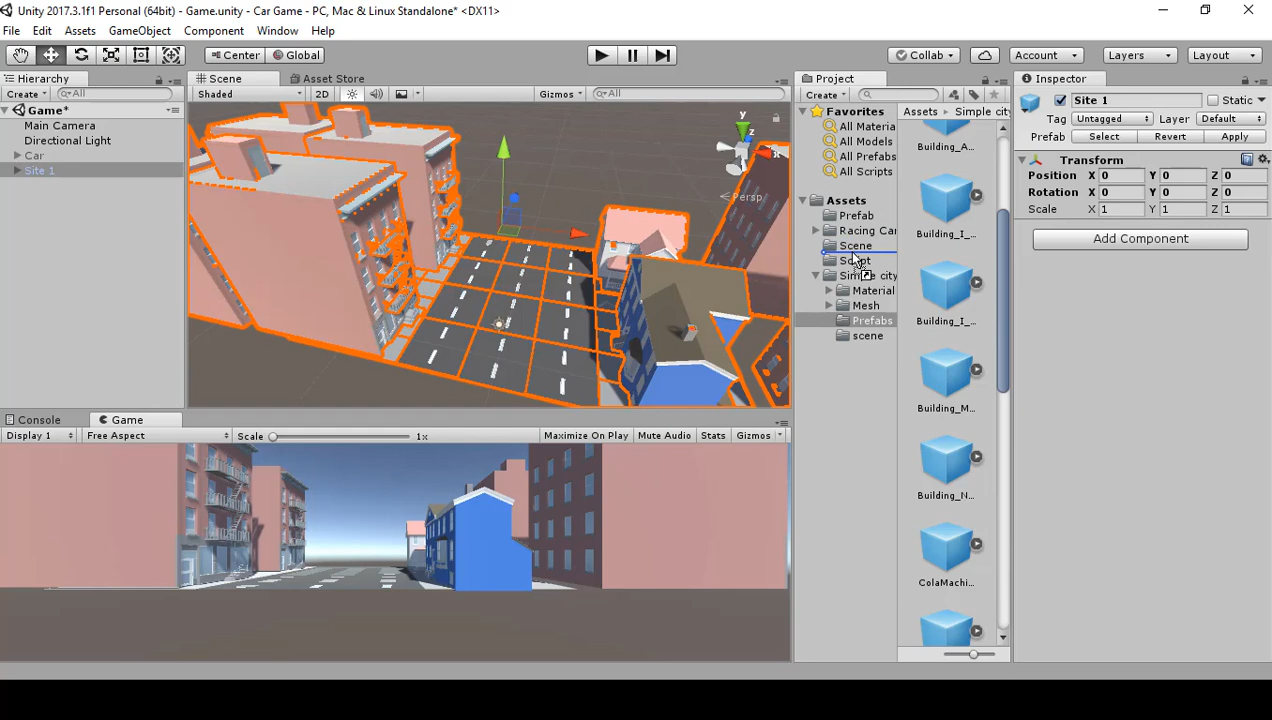 Unity 2017.3.1f1 Personal (64bit) - Game.unity - Car Game - PC, Mac & Linux Standalone* <DX11>
File Edit Assets GameObject Component Window Help
Center Global Collab Account Layers Layout
Hierarchy
Create All
Game*
Main Camera
Directional Light
Car
Site 1
Scene Asset Store
Shaded 2D Gizmos All
y
z
x
Persp
Console Game
Display 1 Free Aspect Scale 1x Maximize On Play Mute Audio Stats Gizmos
Project
Create
Favorites
All Materia
All Models
All Prefabs
All Scripts
Assets
Prefab
Racing Car
Scene
Script
Simple city
Material
Mesh
Prefabs
scene
Assets Simple city
Building_A...
Building_I_...
Building_I_...
Building_M...
Building_N...
ColaMachi...
Inspector
Site 1 Static
Tag Untagged Layer Default
Prefab Select Revert Apply
Transform
Position X 0 Y 0 Z 0
Rotation X 0 Y 0 Z 0
Scale X 1 Y 1 Z 1
Add Component